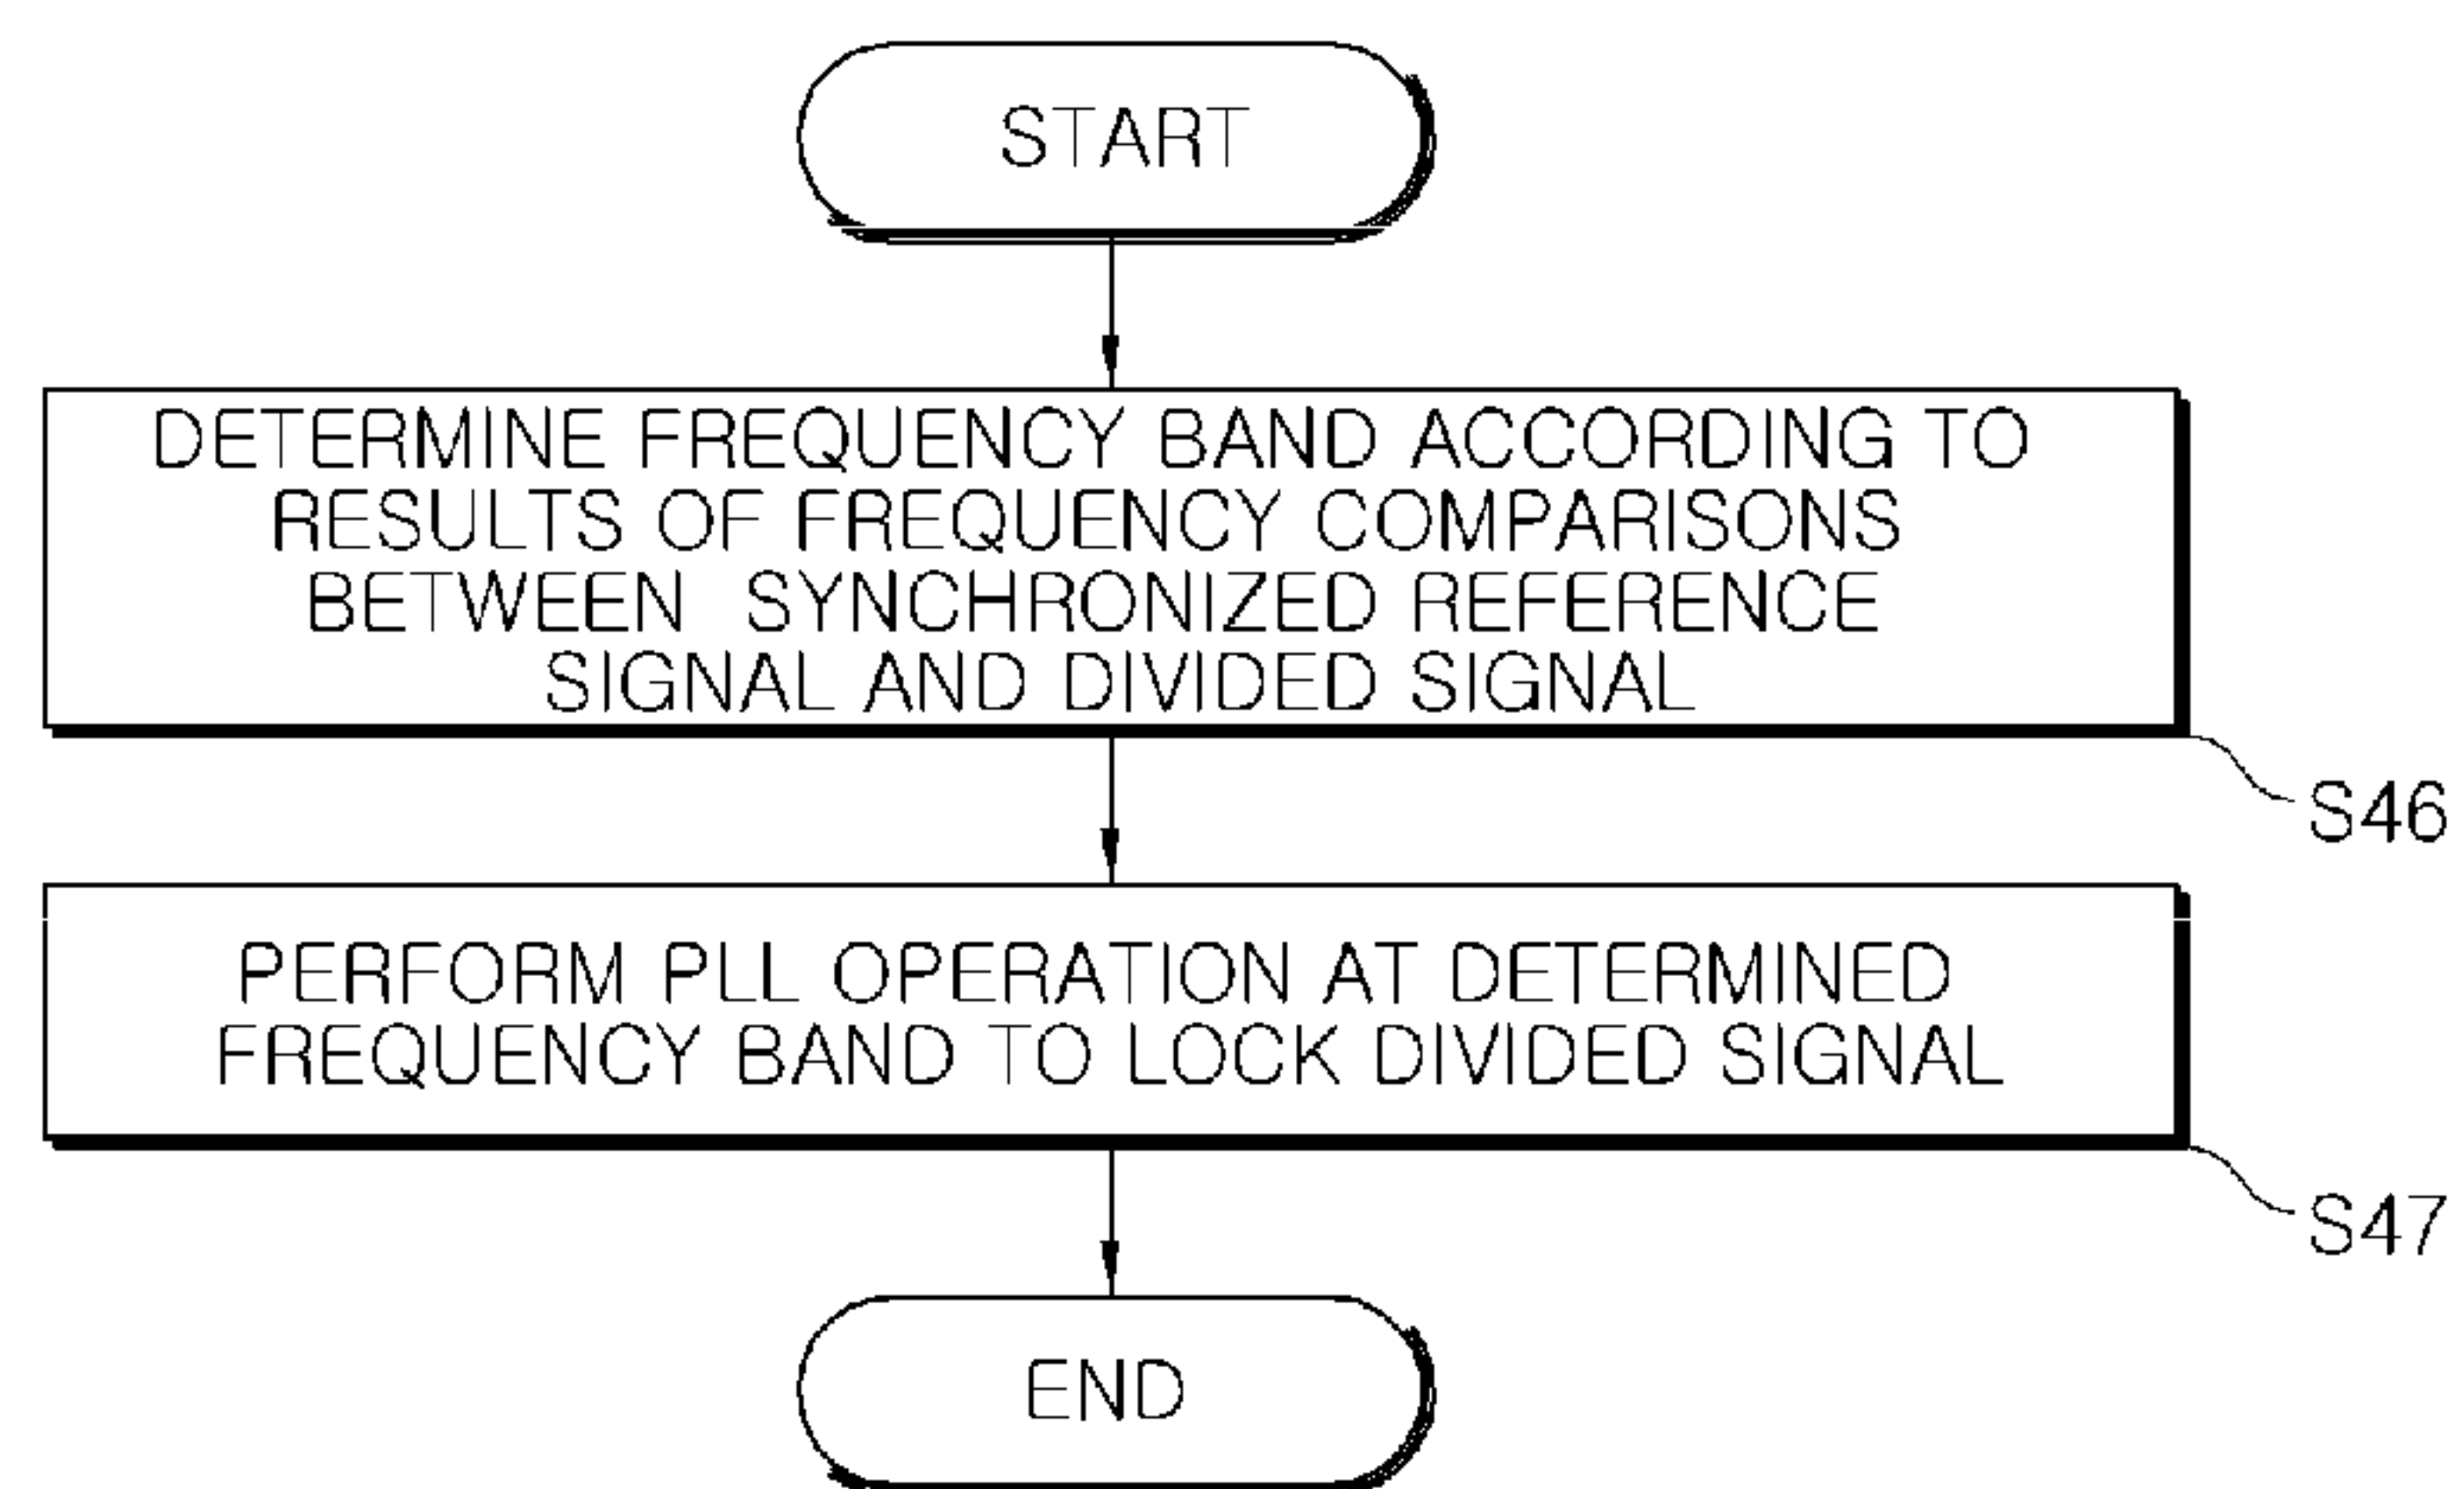 START
DETERMINE FREQUENCY BAND ACCORDING TO
RESULTS OF FREQUENCY COMPARISONS
BETWEEN SYNCHRONIZED REFERENCE
SIGNAL AND DIVIDED SIGNAL
S46
PERFORM PLL OPERATION AT DETERMINED
FREQUENCY BAND TO LOCK DIVIDED SIGNAL
S47
END